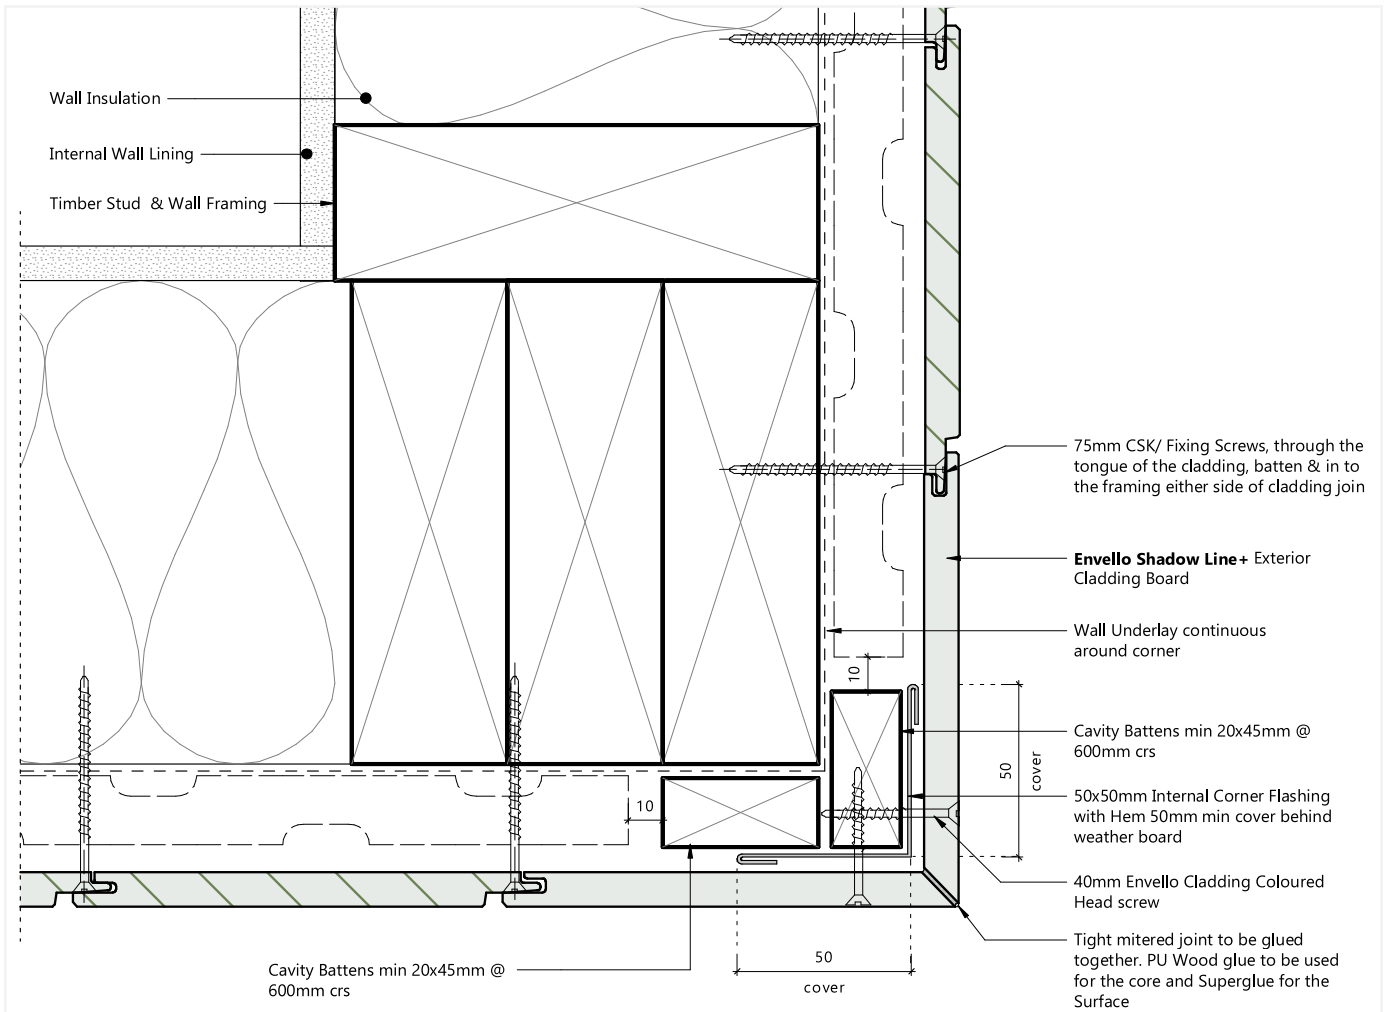 Wall Insulation
Internal Wall Lining
Timber Stud & Wall Framing
75mm CSK/ Fixing Screws, through the
tongue of the cladding, batten & in to
the framing either side of cladding join
Envello Shadow Line+ Exterior
Cladding Board
Wall Underlay continuous
around corner
10
Cavity Battens min 20x45mm @
600mm crs
50
cover
50x50mm Internal Corner Flashing
with Hem 50mm min cover behind
weather board
10
40mm Envello Cladding Coloured
Head screw
Tight mitered joint to be glued
together. PU Wood glue to be used
for the core and Superglue for the
Surface
50
cover
Cavity Battens min 20x45mm @
600mm crs